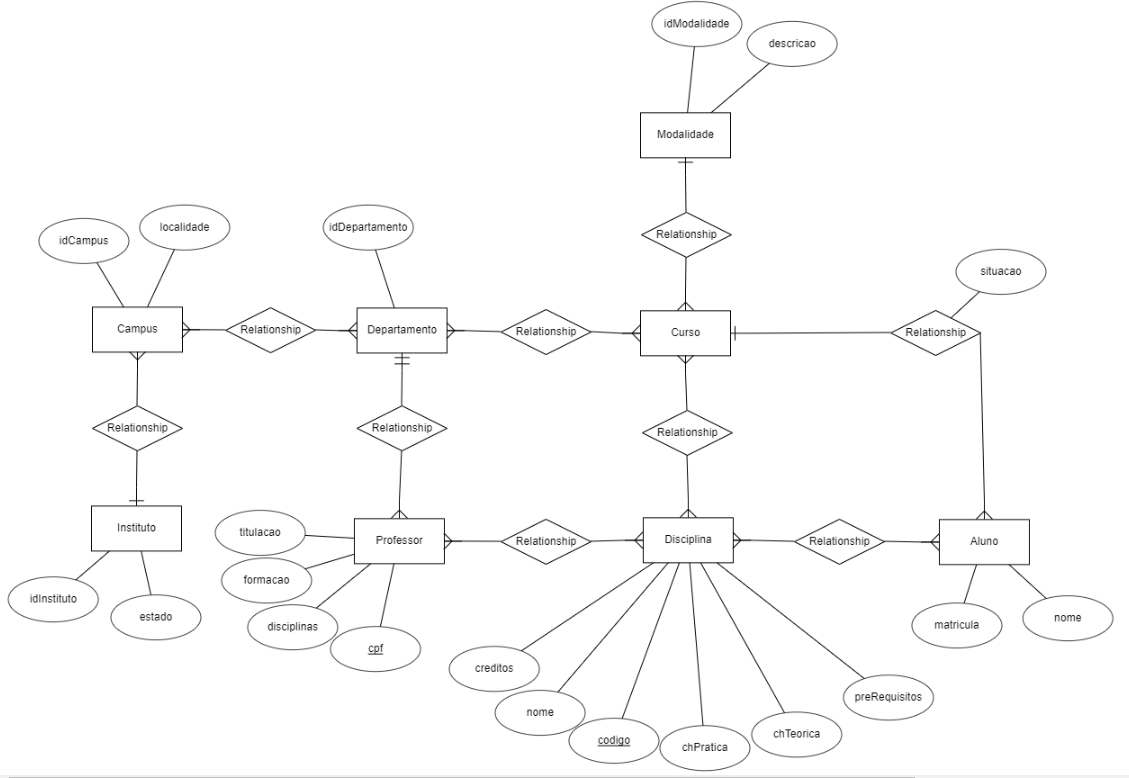 idModalidade
descricao
Modalidade
Relationship
idCampus
localidade
idDepartamento
situacao
Campus
Relationship
Departamento
Relationship
Curso
Relationship
Relationship
Relationship
Relationship
Instituto
titulacao
Professor
Relationship
Disciplina
Relationship
Aluno
formacao
idInstituto
estado
disciplinas
cpf
matricula
nome
creditos
preRequisitos
nome
codigo
chPratica
chTeorica